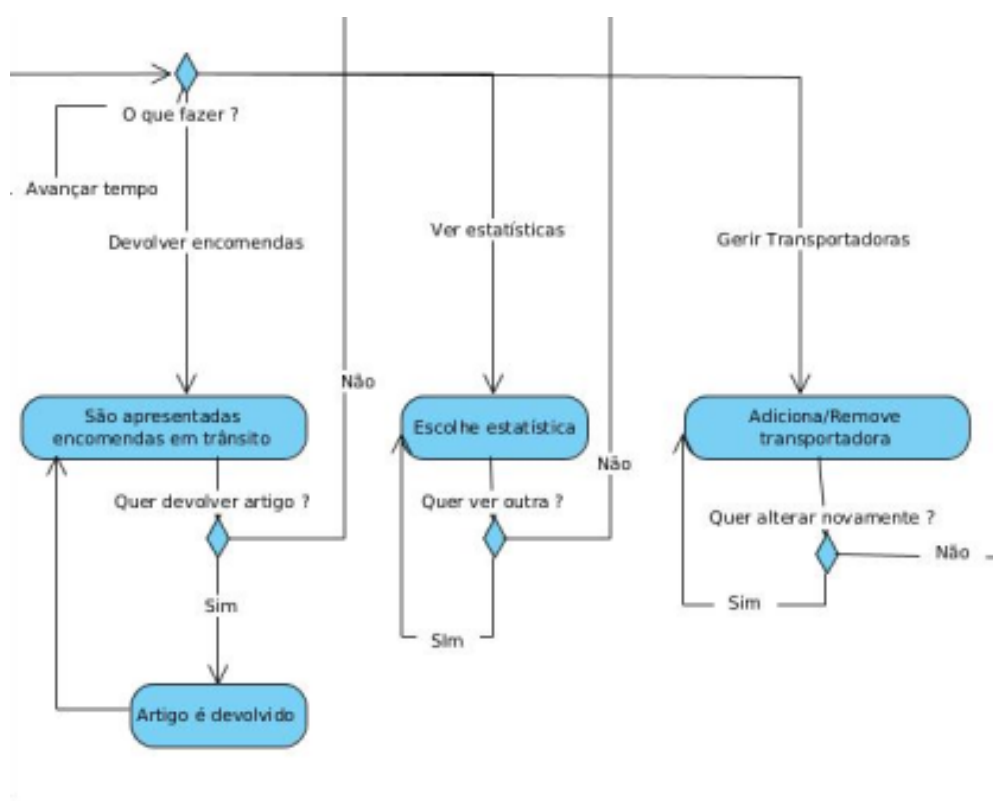 O que fazer ?
Avançar tempo
Devolver encomendas
Ver estatísticas
Gerir Transportadoras
Não
São apresentadas
encomendas em trânsito
Escolhe estatística
Adiciona/Remove
transportadora
Não
Quer devolver artigo ?
Quer ver outra ?
Quer alterar novamente ?
Não
Sim
SIm
Sim
Artigo é devolvido